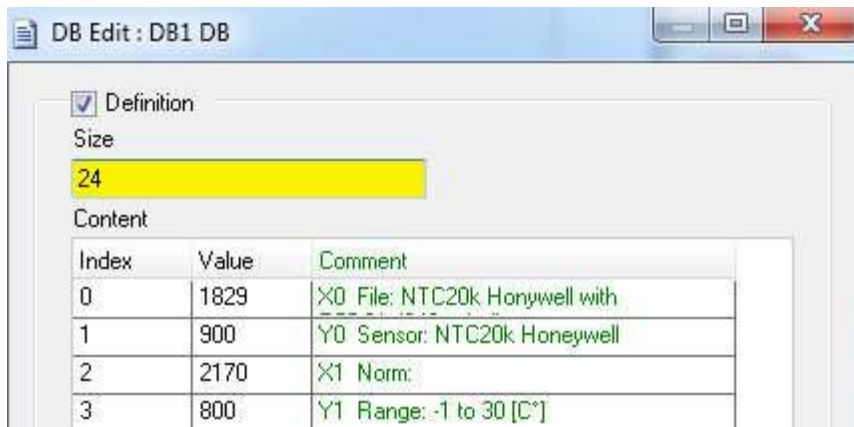 DB Edit : DB1 DB
Definition
Size
24
Content
Index Value Comment
0 1829 X0 File: NTC20k Honywell with
1 900 Y0 Sensor: NTC20k Honeywell
2 2170 X1 Norm:
3 800 Y1 Range: -1 to 30 [C°]